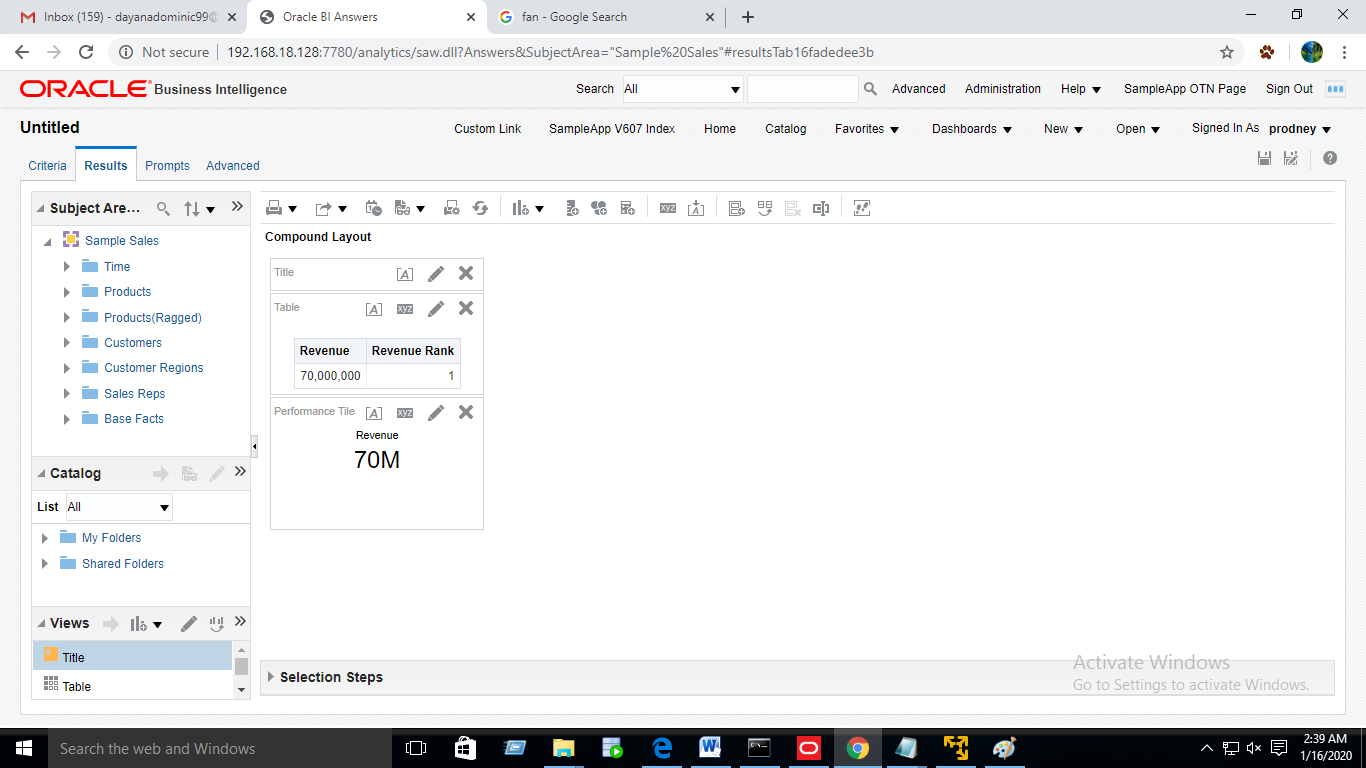 Inbox (159) - dayanadominic99@
Oracle BI Answers
fan - Google Search
Not secure 192.168.18.128:7780/analytics/saw.dll?Answers&SubjectArea="Sample%20Sales"#resultsTab16fadedee3b
ORACLE Business Intelligence
Search All Advanced Administration Help SampleApp OTN Page Sign Out
Untitled
Custom Link SampleApp V607 Index Home Catalog Favorites Dashboards New Open Signed In As prodney
Criteria Results Prompts Advanced
Subject Are...
Sample Sales
Time
Products
Products(Ragged)
Customers
Customer Regions
Sales Reps
Base Facts
Catalog
List All
My Folders
Shared Folders
Views
Title
Table
Compound Layout
Title
Table
Revenue Revenue Rank
70,000,000 1
Performance Tile
Revenue
70M
Selection Steps
Activate Windows
Go to Settings to activate Windows.
Search the web and Windows
2:39 AM
1/16/2020